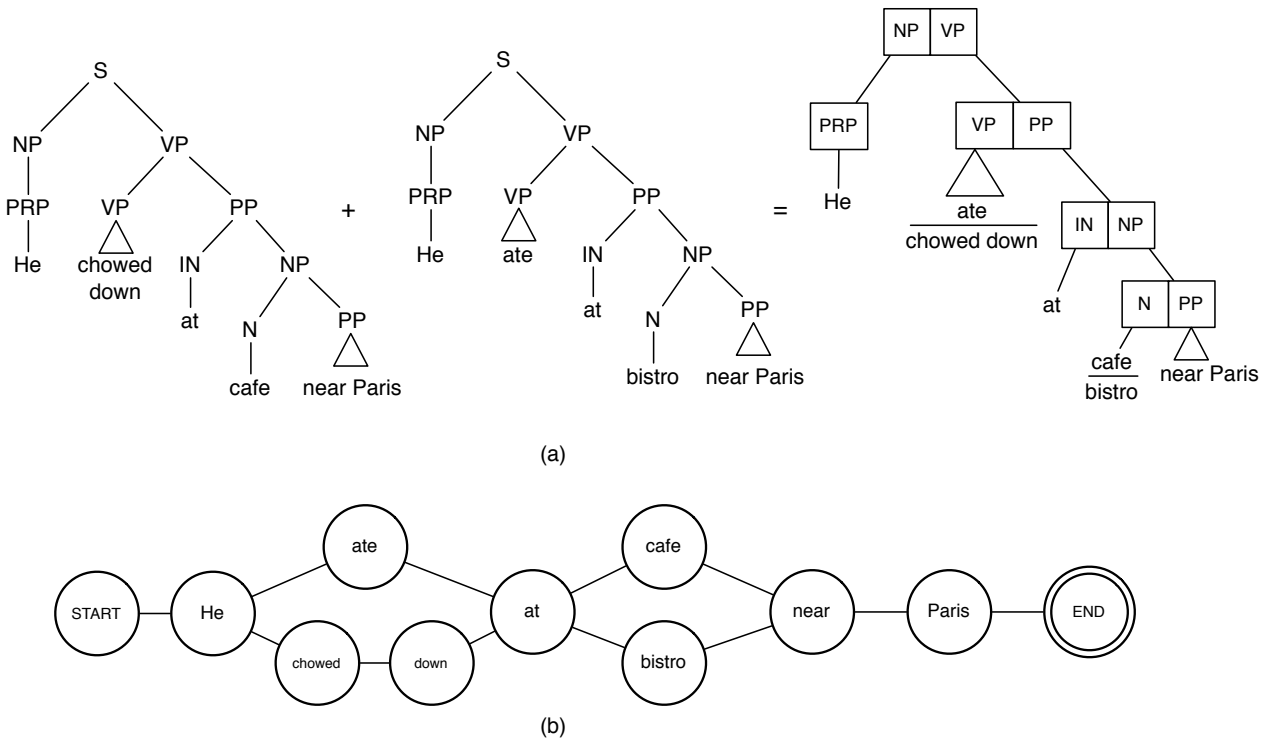 S
NP VP
PRP VP PP
He chowed down IN NP
at N PP
cafe near Paris
+
S
NP VP
PRP VP PP
He ate IN NP
at N PP
bistro near Paris
=
NP VP
PRP VP PP
He ate
chowed down
IN NP
at N PP
cafe
bistro
near Paris
(a)
START He ate chowed down at cafe bistro near Paris END
(b)